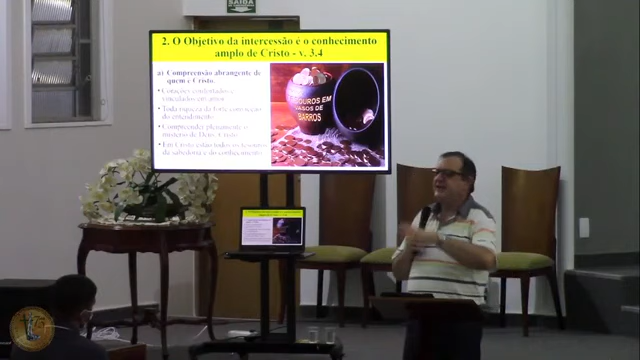 SAÍDA
2. O Objetivo da intercessão é o conhecimento
amplo de Cristo - v. 3.4
a) Compreensão abrangente de
quem é Cristo
• Corações confortados e
vinculados em amor
• Toda riqueza da forte convicção
do entendimento
• Compreender plenamente o
mistério de Deus, Cristo
• Em Cristo estão todos os tesouros
da sabedoria e do conhecimento
TESOUROS EM
VASOS DE
BARROS